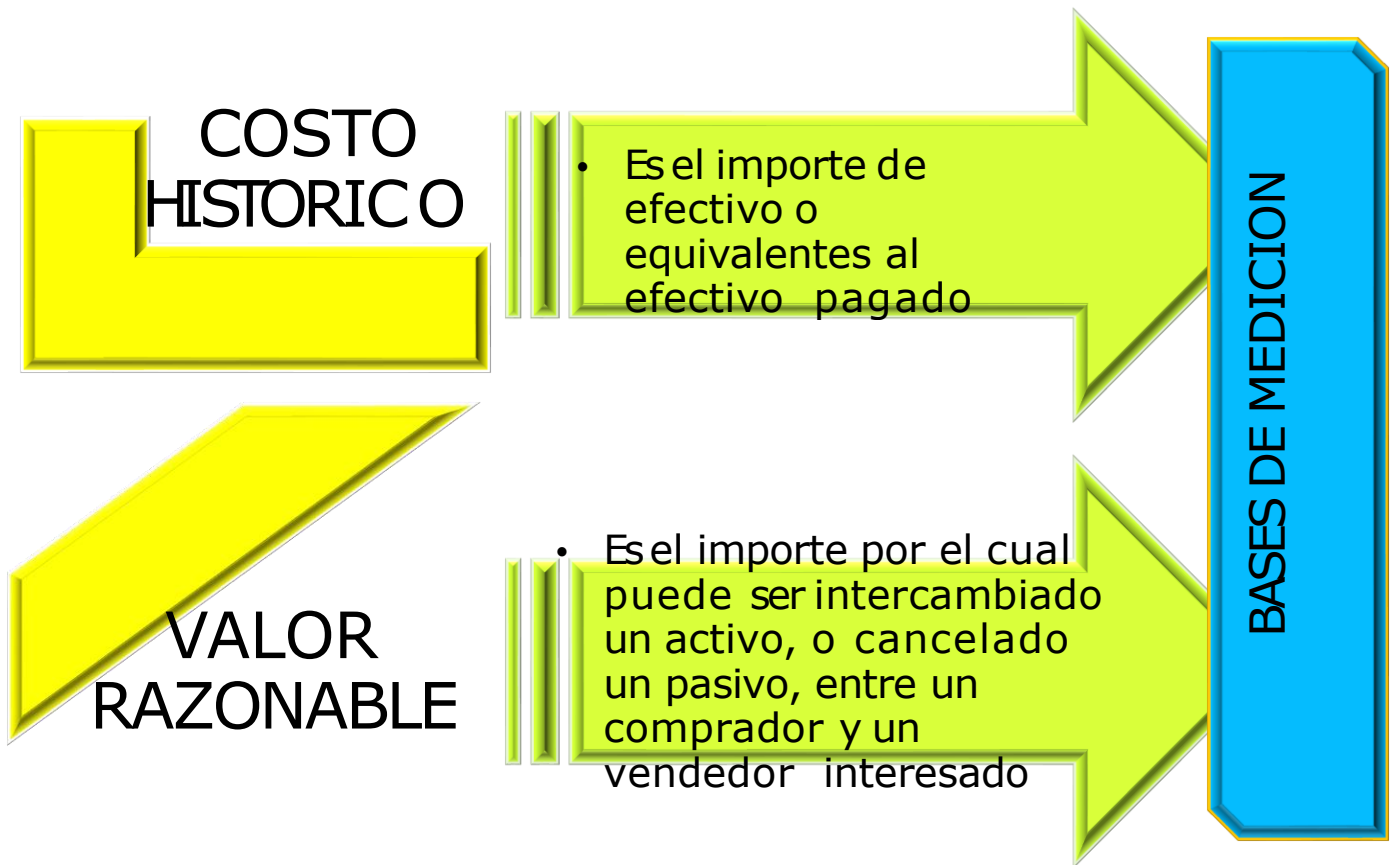 COSTO
HISTORICO
• Es el importe de
efectivo o
equivalentes al
efectivo pagado
VALOR
RAZONABLE
• Es el importe por el cual
puede ser intercambiado
un activo, o cancelado
un pasivo, entre un
comprador y un
vendedor interesado
BASES DE MEDICION